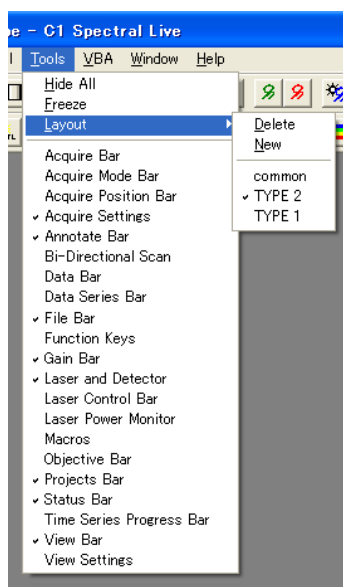 - C1 Spectral Live
Tools VBA Window Help
Hide All
Freeze
Layout
Delete
New
common
TYPE 2
TYPE 1
Acquire Bar
Acquire Mode Bar
Acquire Position Bar
Acquire Settings
Annotate Bar
Bi-Directional Scan
Data Bar
Data Series Bar
File Bar
Function Keys
Gain Bar
Laser and Detector
Laser Control Bar
Laser Power Monitor
Macros
Objective Bar
Projects Bar
Status Bar
Time Series Progress Bar
View Bar
View Settings